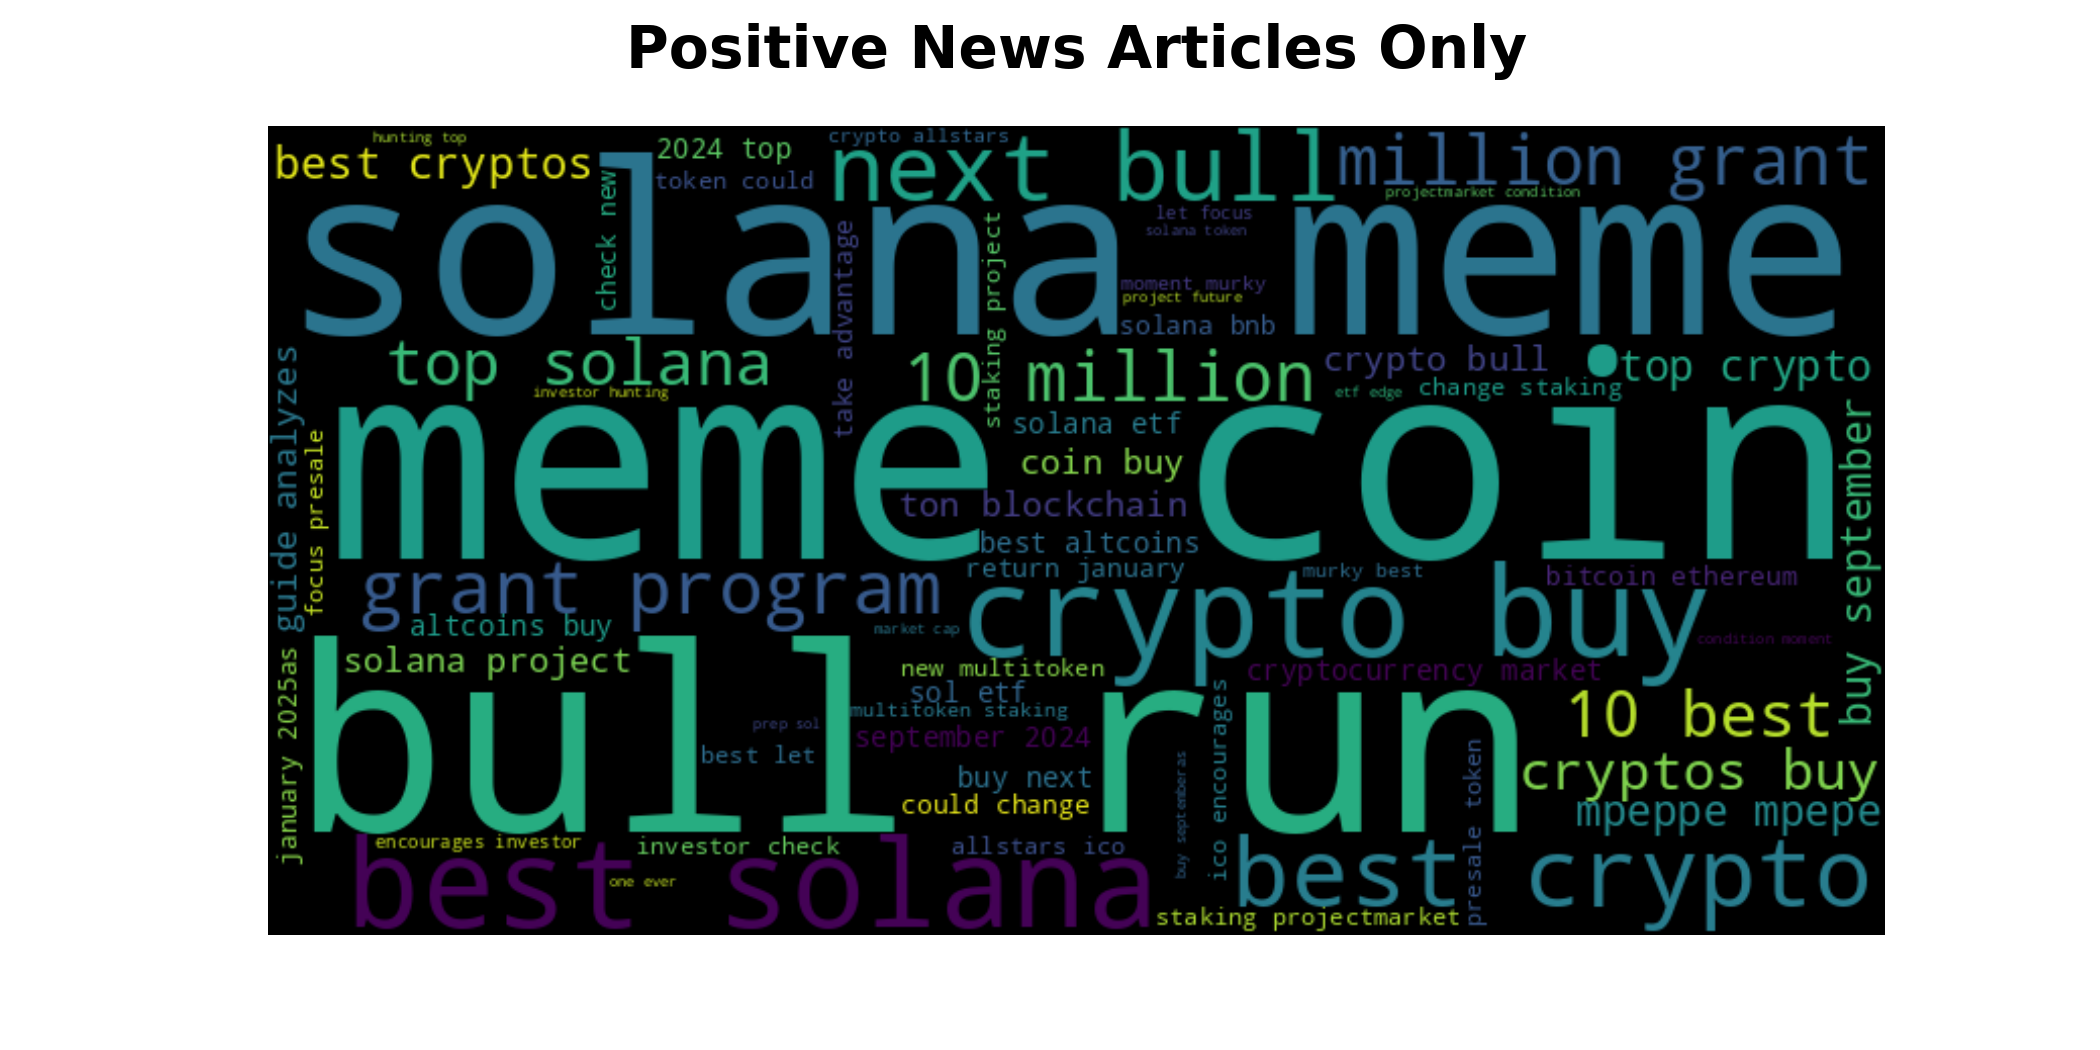 Positive News Articles Only
hunting top
best cryptos
2024 top
token could
crypto allstars
next bull
million grant
projectmarket condition
check new
solana meme
let focus
solana token
take advantage
staking project
moment murky
project future
solana bnb
top solana
investor hunting
10 million
crypto bull
top crypto
etf edge
change staking
guide analyzes
focus presale
meme coin
solana etf
coin buy
ton blockchain
buy september
best altcoins
return january
murky best
bitcoin ethereum
grant program
crypto buy
altcoins buy
market cap
condition moment
january 2025as
solana project
bull run
new multitoken
cryptocurrency market
sol etf
multitoken staking
prep sol
september 2024
best let
10 best
buy next
could change
buy septemberas
ico encourages
presale token
cryptos buy
mpeppe mpepe
encourages investor
investor check
allstars ico
best solana
one ever
best crypto
staking projectmarket